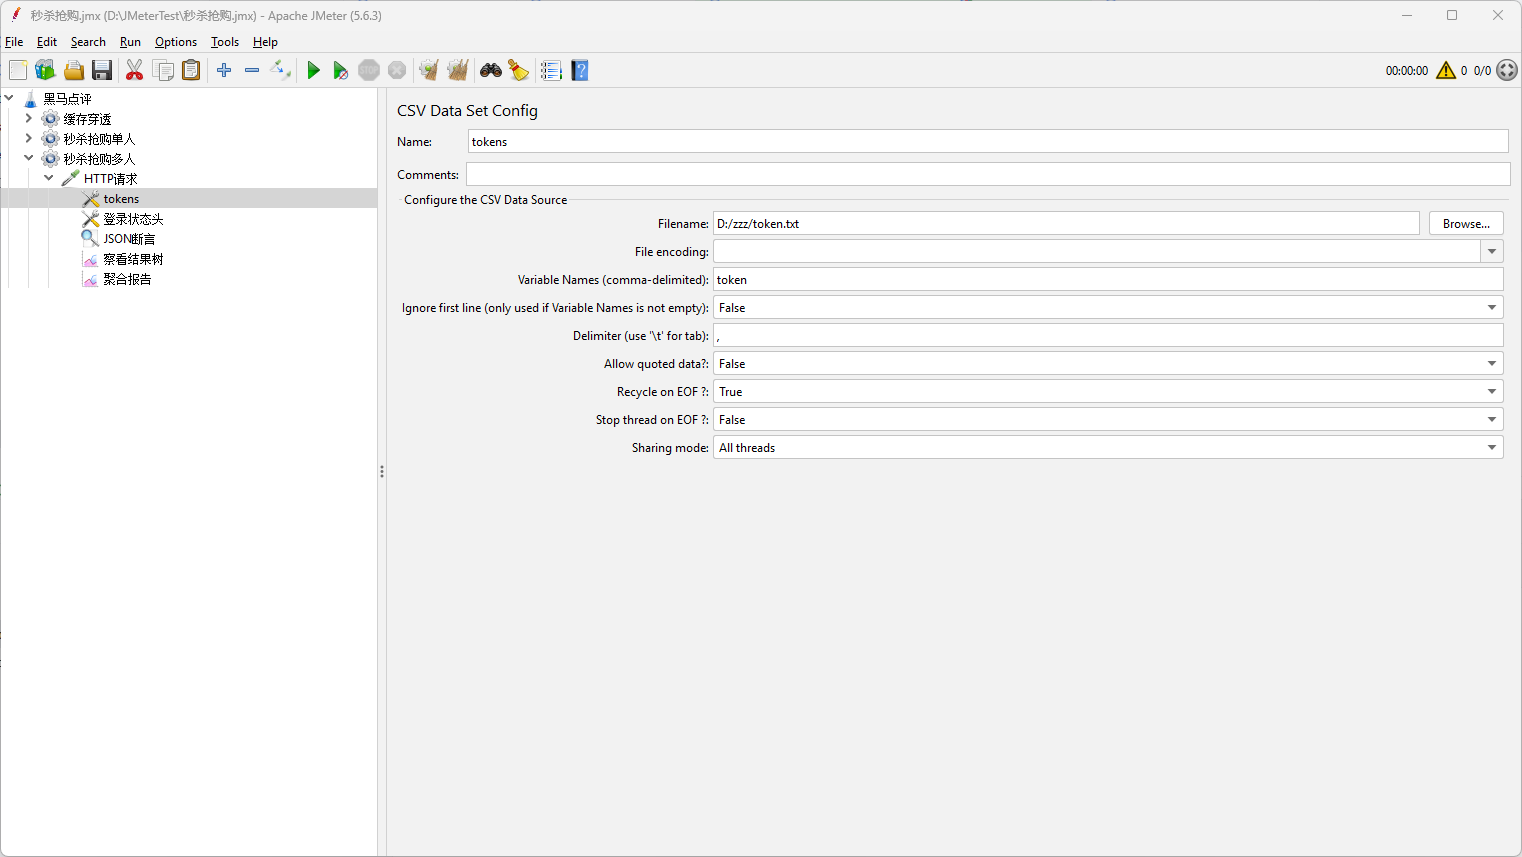 秒杀抢购.jmx (D:\JMeterTest\秒杀抢购.jmx) - Apache JMeter (5.6.3)
File Edit Search Run Options Tools Help
STOP
00:00:00 0 0/0
黑马点评
缓存穿透
秒杀抢购单人
秒杀抢购多人
HTTP请求
tokens
登录状态头
JSON断言
察看结果树
聚合报告
CSV Data Set Config
Name: tokens
Comments:
Configure the CSV Data Source
Filename: D:/zzz/token.txt Browse...
File encoding:
Variable Names (comma-delimited): token
Ignore first line (only used if Variable Names is not empty): False
Delimiter (use '\t' for tab): ,
Allow quoted data?: False
Recycle on EOF ?: True
Stop thread on EOF ?: False
Sharing mode: All threads